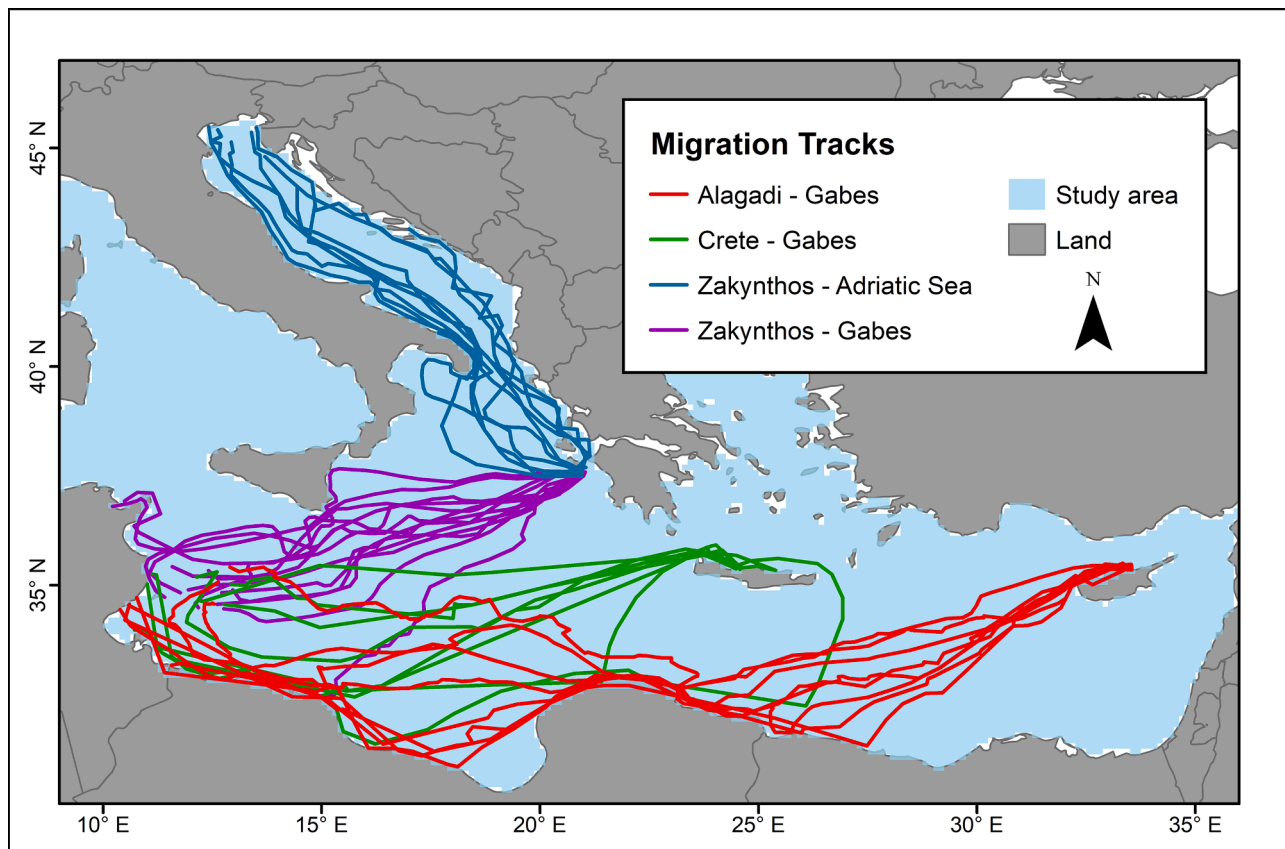 Migration Tracks
Alagadi - Gabes
Crete - Gabes
Zakynthos - Adriatic Sea
Zakynthos - Gabes
Study area
Land
N
45° N
40° N
35° N
10° E
15° E
20° E
25° E
30° E
35° E